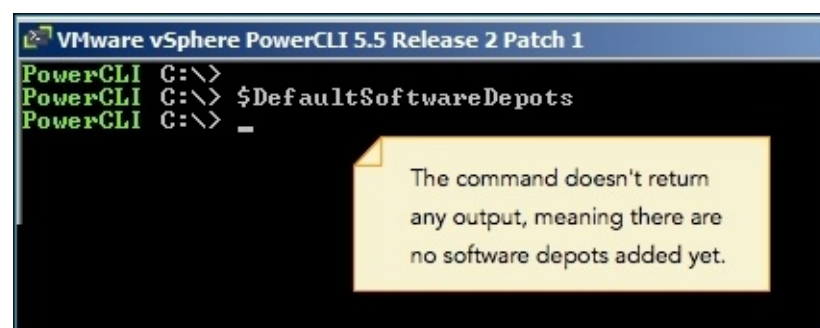 VMware vSphere PowerCLI 5.5 Release 2 Patch 1
PowerCLI C:\>
PowerCLI C:\> $DefaultSoftwareDepots
PowerCLI C:\> _
The command doesn't return
any output, meaning there are
no software depots added yet.